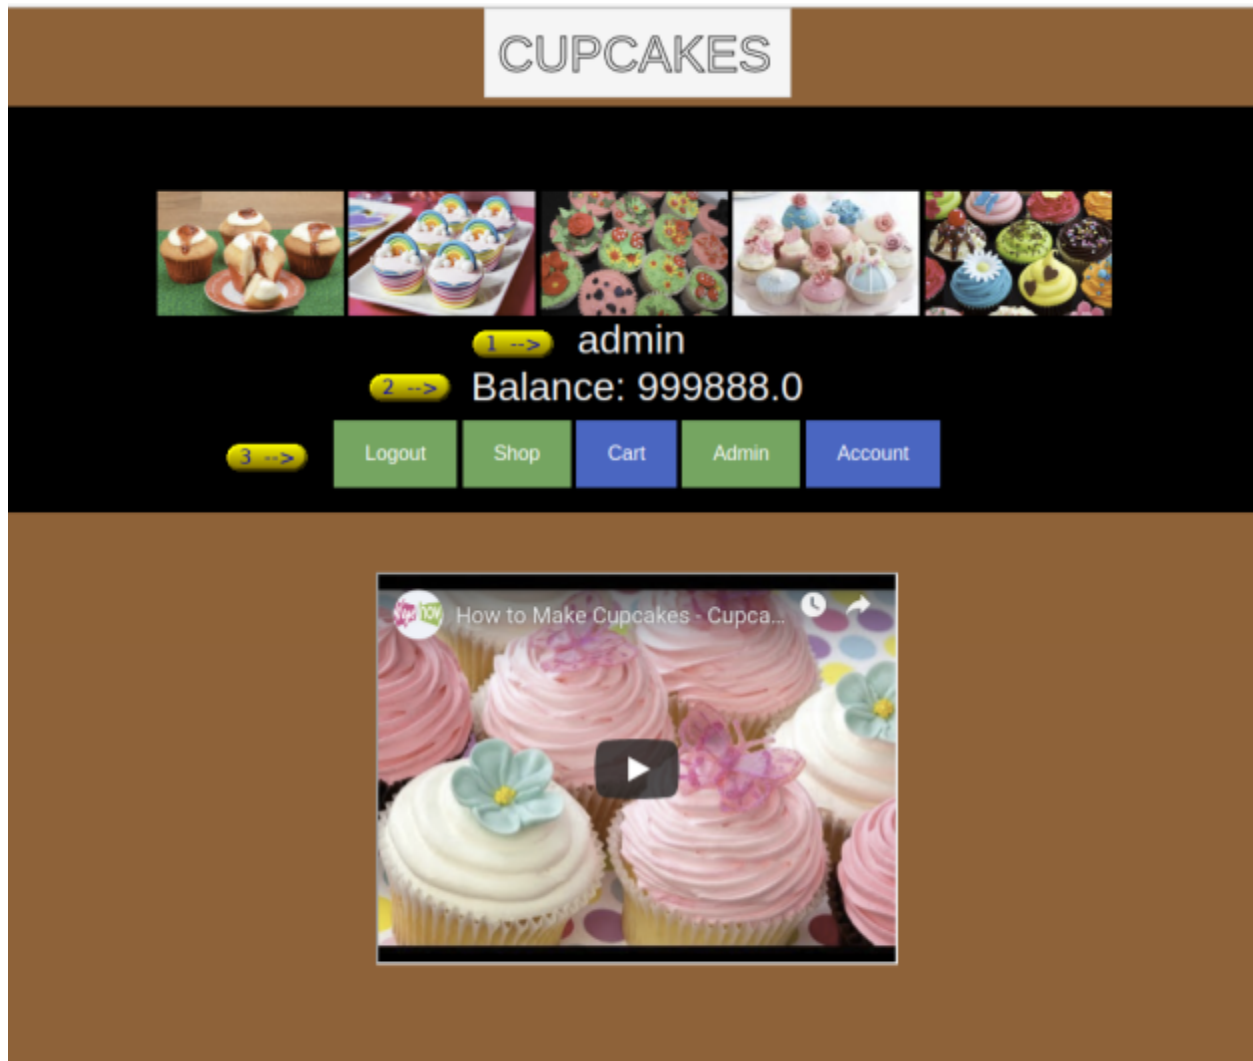 CUPCAKES
1 --> admin
2 --> Balance: 999888.0
3 --> Logout Shop Cart Admin Account
How to Make Cupcakes - Cupca...